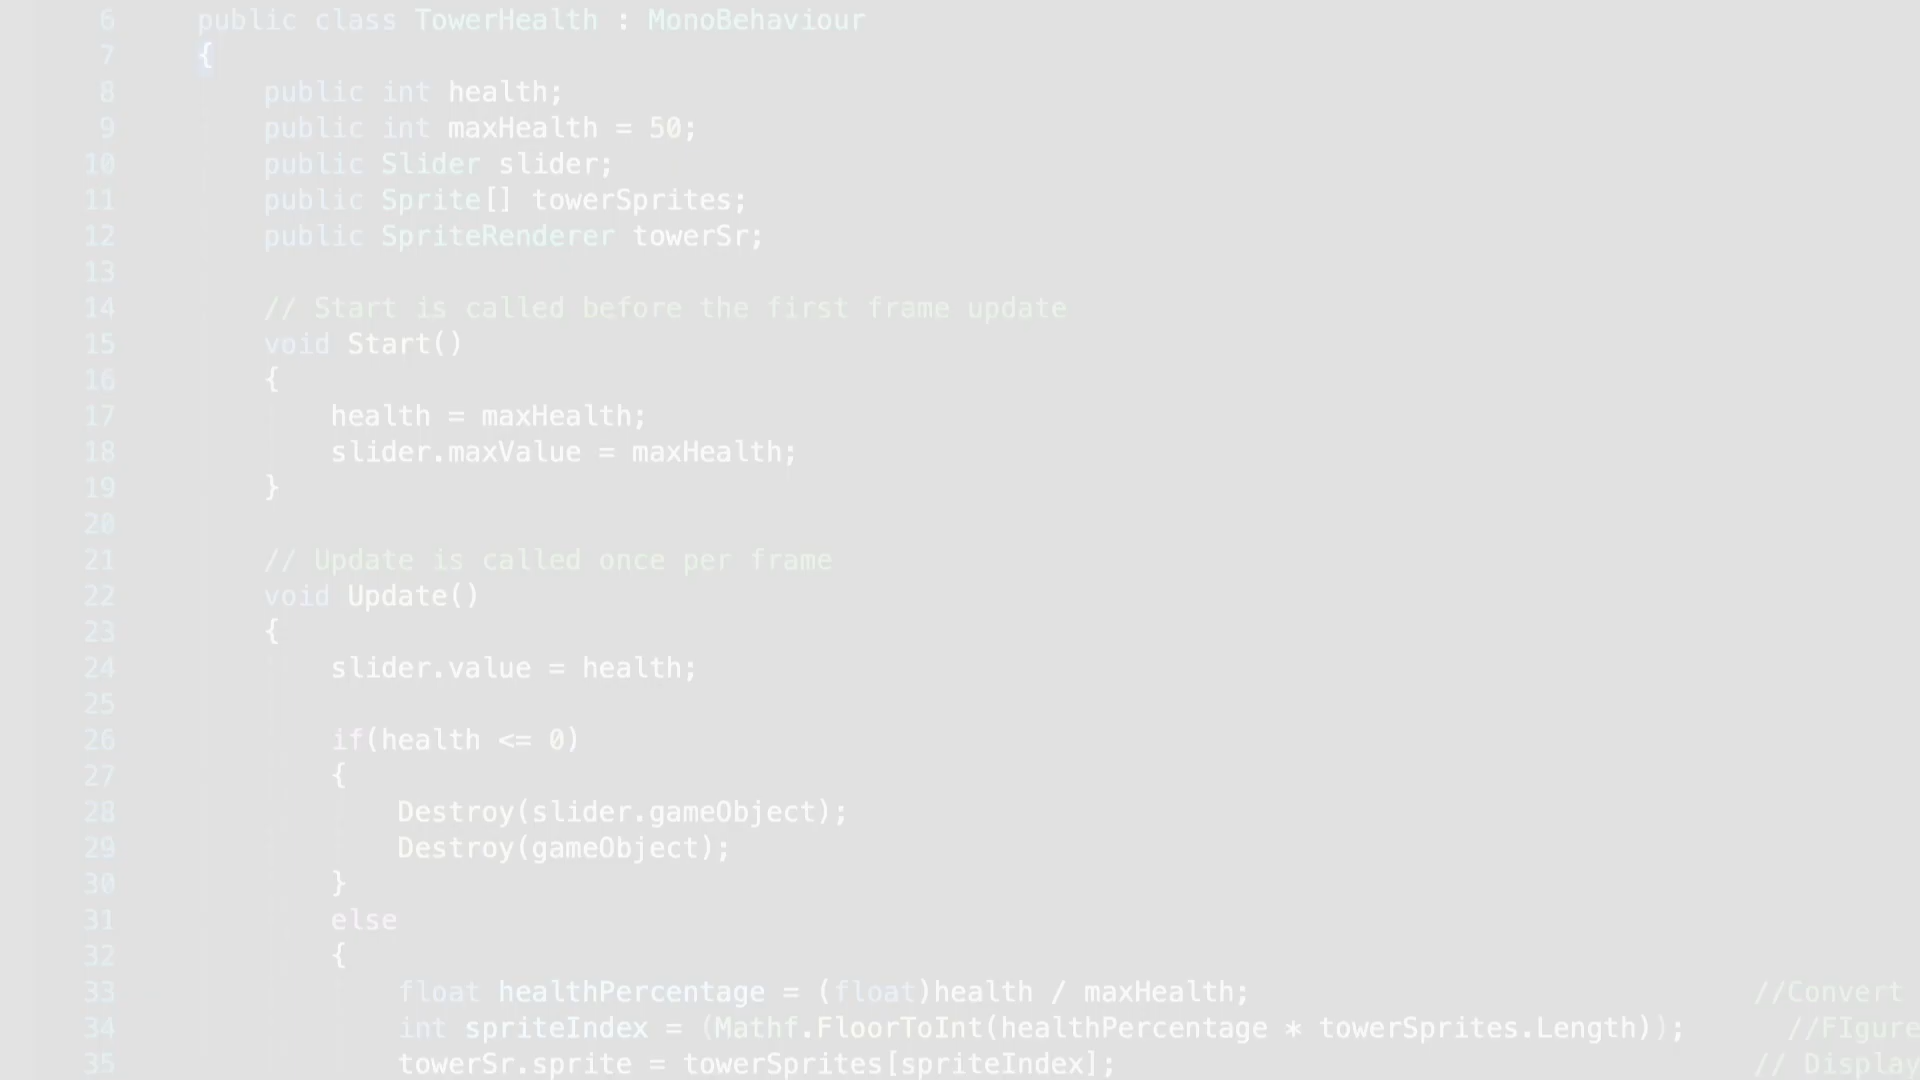 6 public class TowerHealth : MonoBehaviour
7 {
8 public int health;
9 public int maxHealth = 50;
10 public Slider slider;
11 public Sprite[] towerSprites;
12 public SpriteRenderer towerSr;
13
14 // Start is called before the first frame update
15 void Start()
16 {
17 health = maxHealth;
18 slider.maxValue = maxHealth;
19 }
20
21 // Update is called once per frame
22 void Update()
23 {
24 slider.value = health;
25
26 if(health <= 0)
27 {
28 Destroy(slider.gameObject);
29 Destroy(gameObject);
30 }
31 else
32 {
33 float healthPercentage = (float)health / maxHealth; //Convert
34 int spriteIndex = (Mathf.FloorToInt(healthPercentage * towerSprites.Length)); //FIgure
35 towerSr.sprite = towerSprites[spriteIndex]; // Display